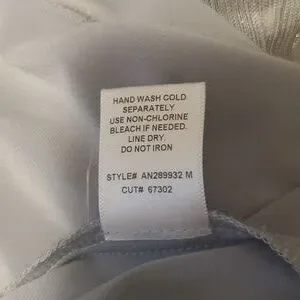 HAND WASH COLD
SEPARATELY
USE NON-CHLORINE
BLEACH IF NEEDED.
LINE DRY.
DO NOT IRON
STYLE# AN289932 M
CUT# 67302